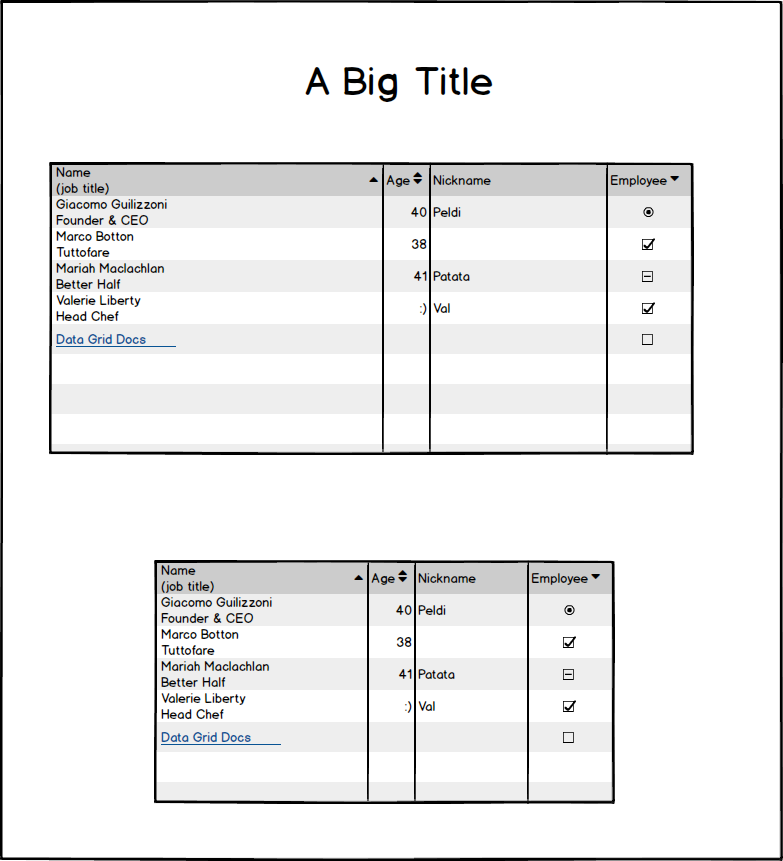 A Big Title
Name
(job title)
Age
Nickname
Employee
Giacomo Guilizzoni
Founder & CEO
40
Peldi
Marco Botton
Tuttofare
38
Mariah Maclachlan
Better Half
41
Patata
Valerie Liberty
Head Chef
:)
Val
Data Grid Docs
Name
(job title)
Age
Nickname
Employee
Giacomo Guilizzoni
Founder & CEO
40
Peldi
Marco Botton
Tuttofare
38
Mariah Maclachlan
Better Half
41
Patata
Valerie Liberty
Head Chef
:)
Val
Data Grid Docs